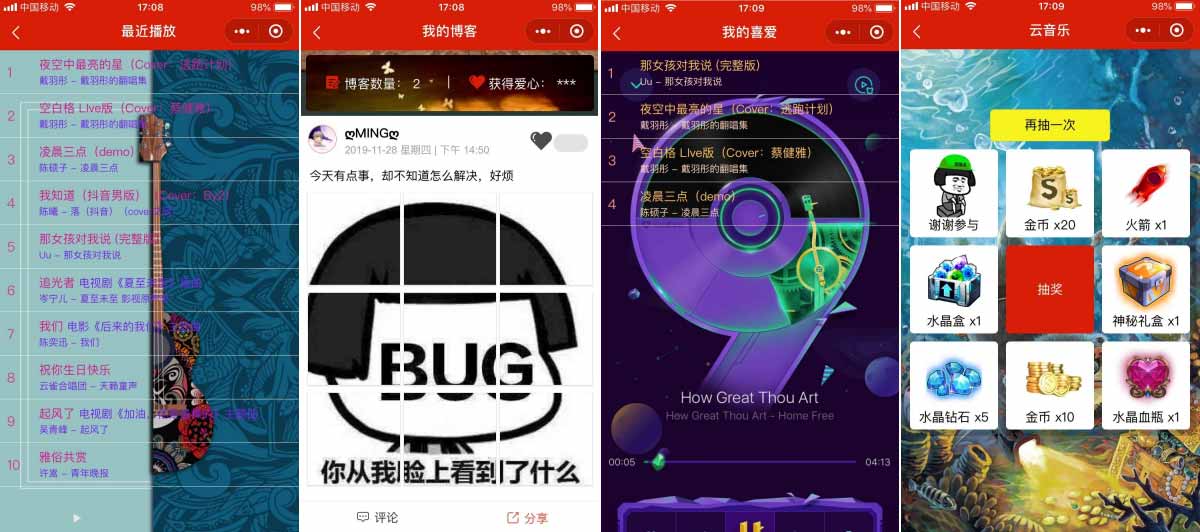 中国移动
17:08
98%
最近播放
1
夜空中最亮的星（Cover：逃跑计划）
戴羽彤 – 戴羽彤的翻唱集
2
空白格 LIve版（Cover：蔡健雅）
戴羽彤 – 戴羽彤的翻唱集
3
凌晨三点（demo）
陈硕子 – 凌晨三点
4
我知道（抖音男版）（Cover：By2）
陈曦 – 落（抖音）
5
那女孩对我说 (完整版)
Uu – 那女孩对我说
6
追光者 电视剧《夏至未至》插曲
岑宁儿 – 夏至未至 影视原声带
7
我们 电影《后来的我们》
陈奕迅 – 我们
8
祝你生日快乐
云雀合唱团 – 天籁童声
9
起风了 电视剧《加油，
吴青峰 – 起风了
10
雅俗共赏
许嵩 – 青年晚报
中国移动
17:08
98%
我的博客
博客数量： 2
获得爱心： ***
ღMINGღ
2019-11-28 星期四 | 下午 14:50
今天有点事，却不知道怎么解决，好烦
BUG
你从我脸上看到了什么
评论
分享
中国移动
17:09
98%
我的喜爱
1
那女孩对我说 (完整版)
Uu – 那女孩对我说
2
夜空中最亮的星（Cover：逃跑计划）
戴羽彤 – 戴羽彤的翻唱集
3
空白格 LIve版（Cover：蔡健雅）
戴羽彤 – 戴羽彤的翻唱集
4
凌晨三点（demo）
陈硕子 – 凌晨三点
How Great Thou Art
How Great Thou Art - Home Free
00:05
04:13
中国移动
17:09
98%
云音乐
再抽一次
谢谢参与
金币 x20
火箭 x1
水晶盒 x1
抽奖
神秘礼盒 x1
水晶钻石 x5
金币 x10
水晶血瓶 x1